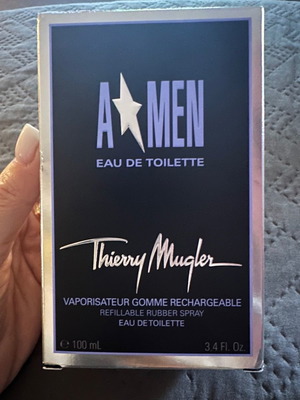 A★MEN
EAU DE TOILETTE
Thierry Mugler
VAPORISATEUR GOMME RECHARGEABLE
REFILLABLE RUBBER SPRAY
EAU DE TOILETTE
℮ 100 mL 3.4 Fl. Oz